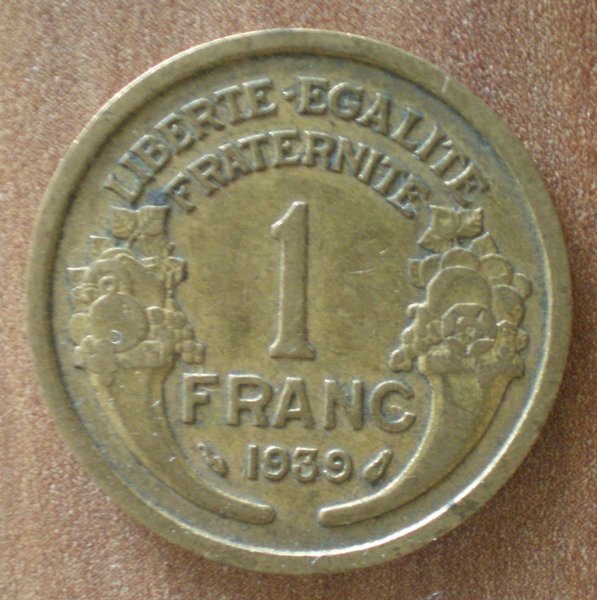 LIBERTE · EGALITE
FRATERNITE
1
FRANC
1939